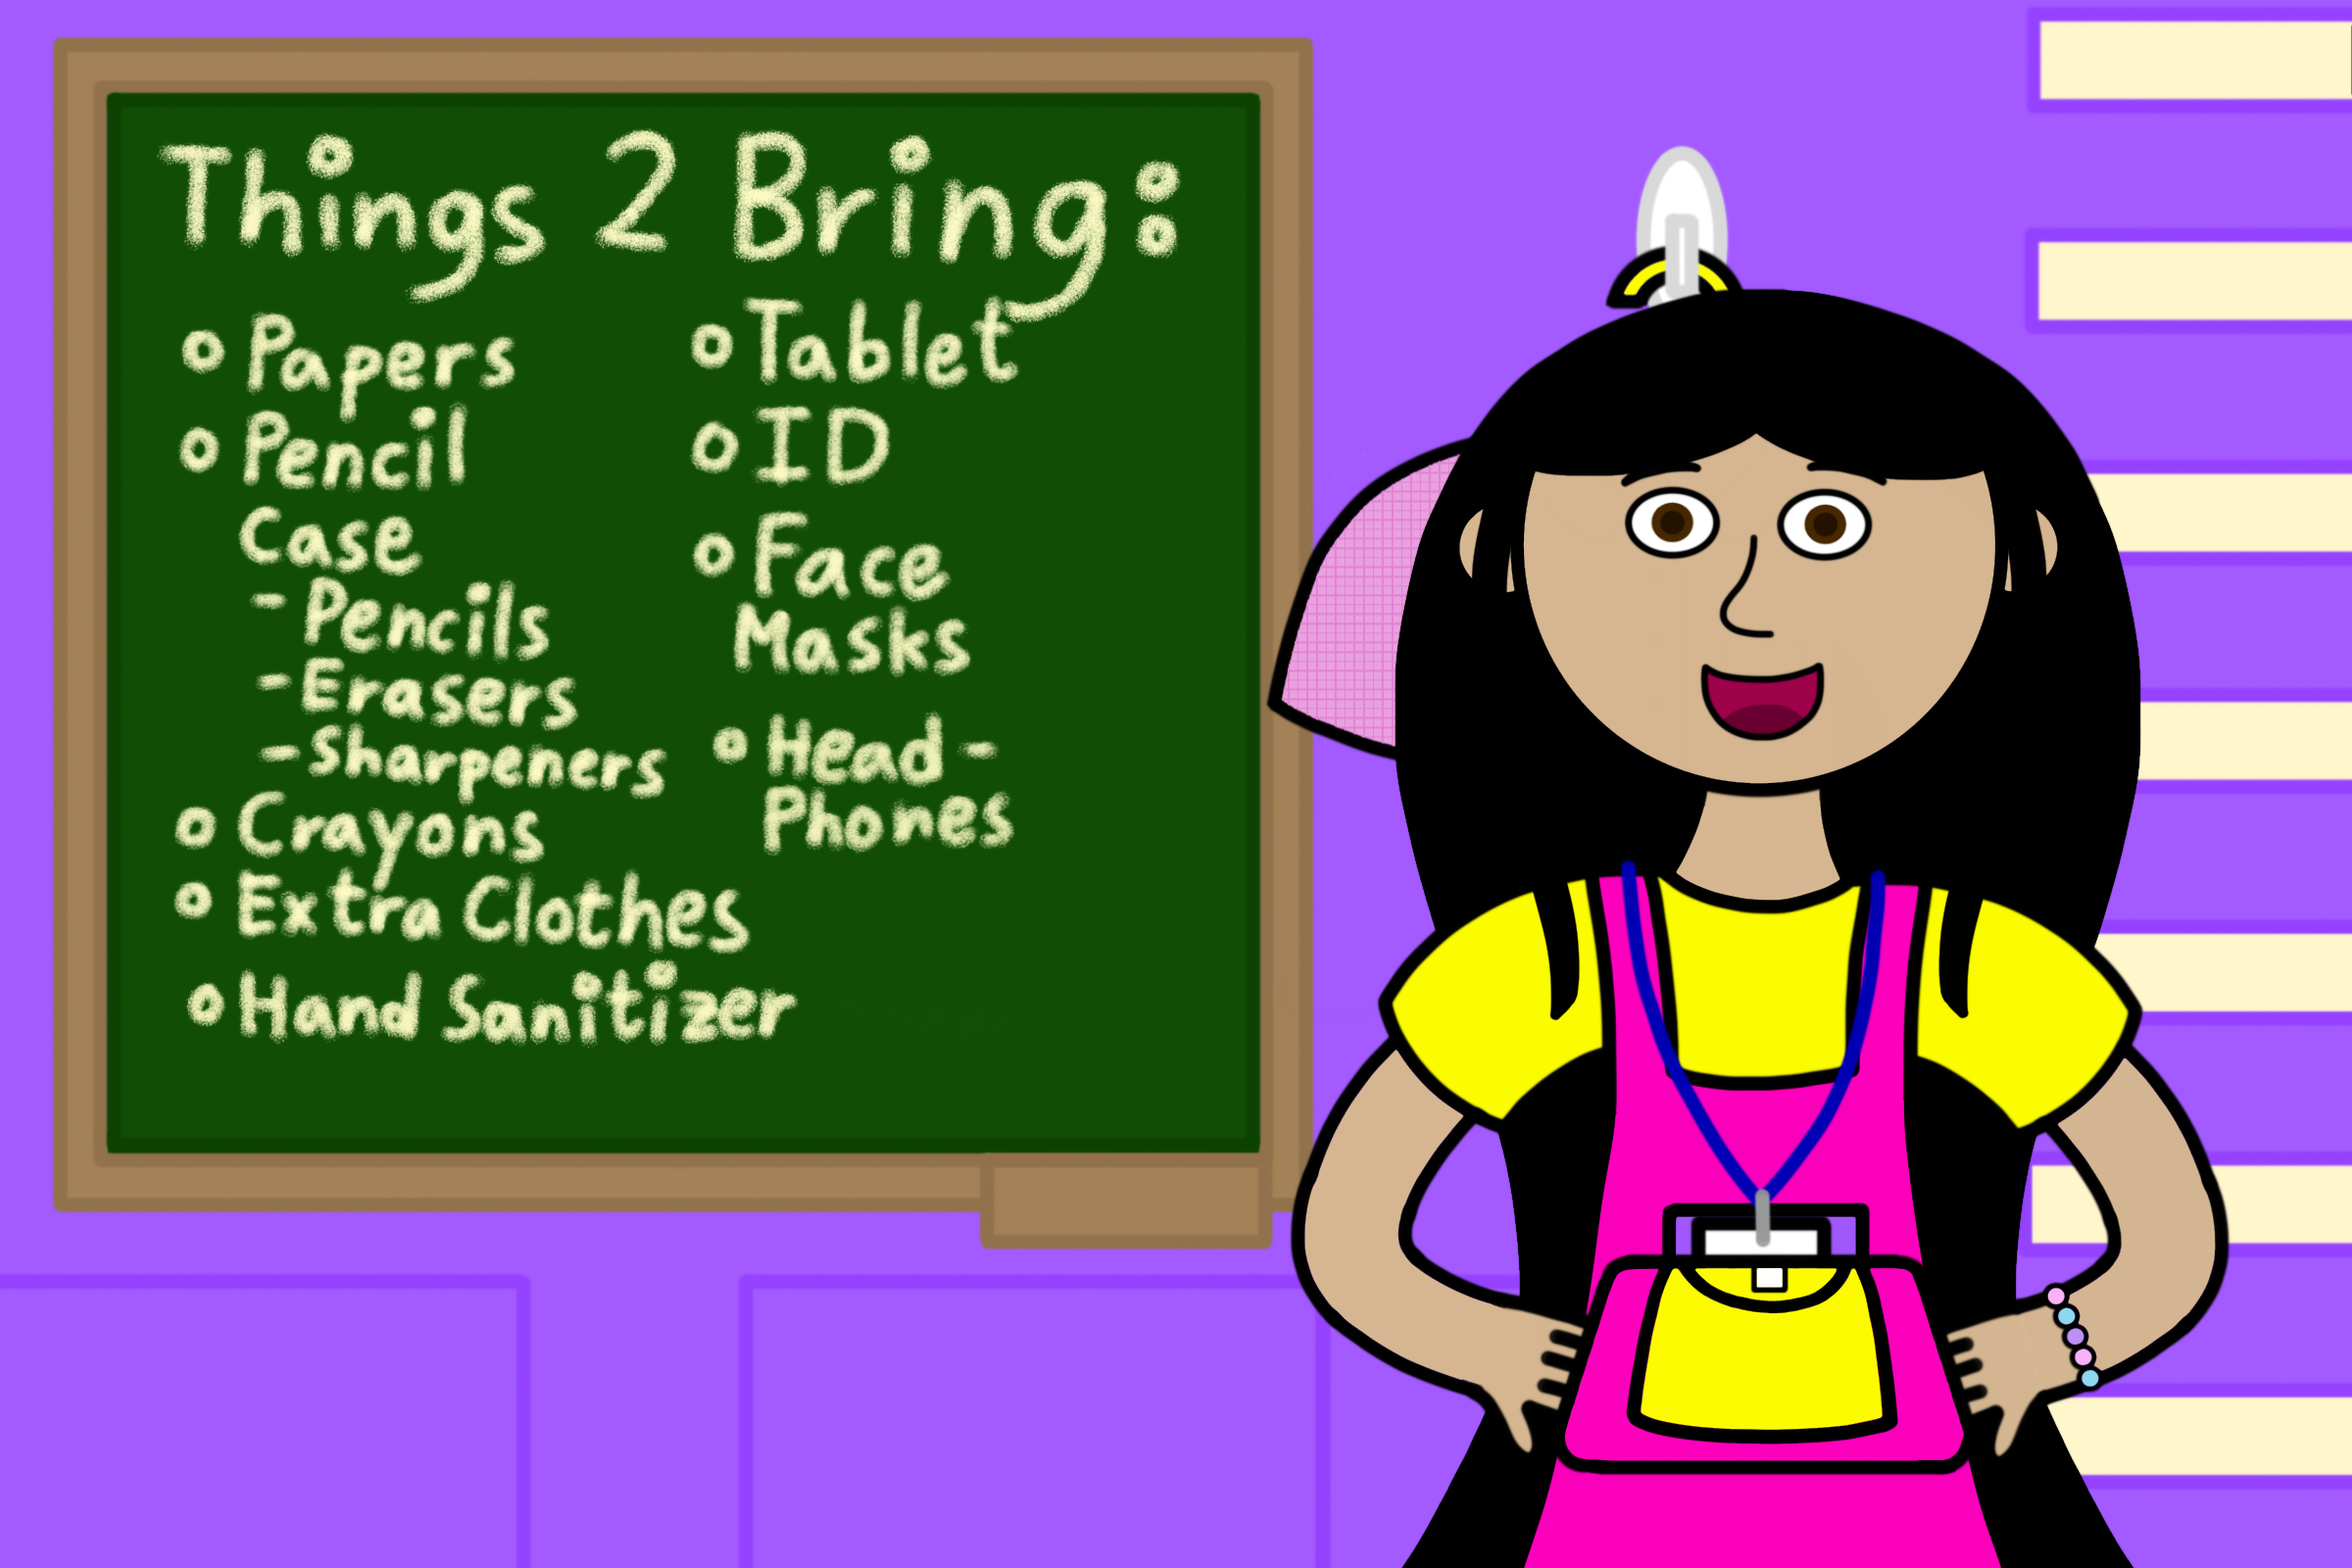 Things 2 Bring:
° Papers
° Pencil
Case
- Pencils
- Erasers
- Sharpeners
° Crayons
° Extra Clothes
° Hand Sanitizer
° Tablet
° ID
° Face
Masks
° Head-
Phones